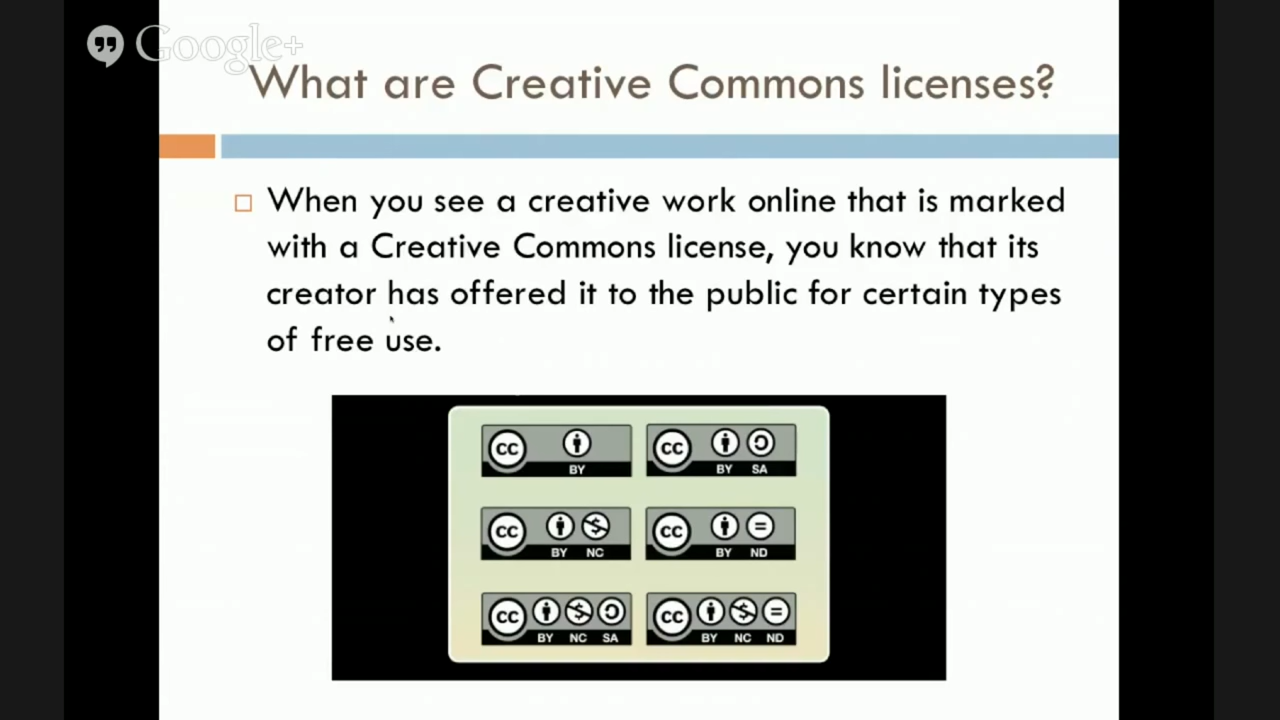 Google+
What are Creative Commons licenses?
When you see a creative work online that is marked
with a Creative Commons license, you know that its
creator has offered it to the public for certain types
of free use.
CC BY
CC BY SA
CC BY NC
CC BY ND
CC BY NC SA
CC BY NC ND